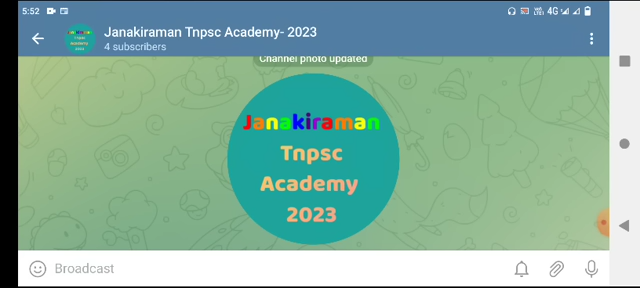 5:52
4G
Janakiraman Tnpsc Academy- 2023
4 subscribers
Channel photo updated
Janakiraman
Tnpsc
Academy
2023
Broadcast